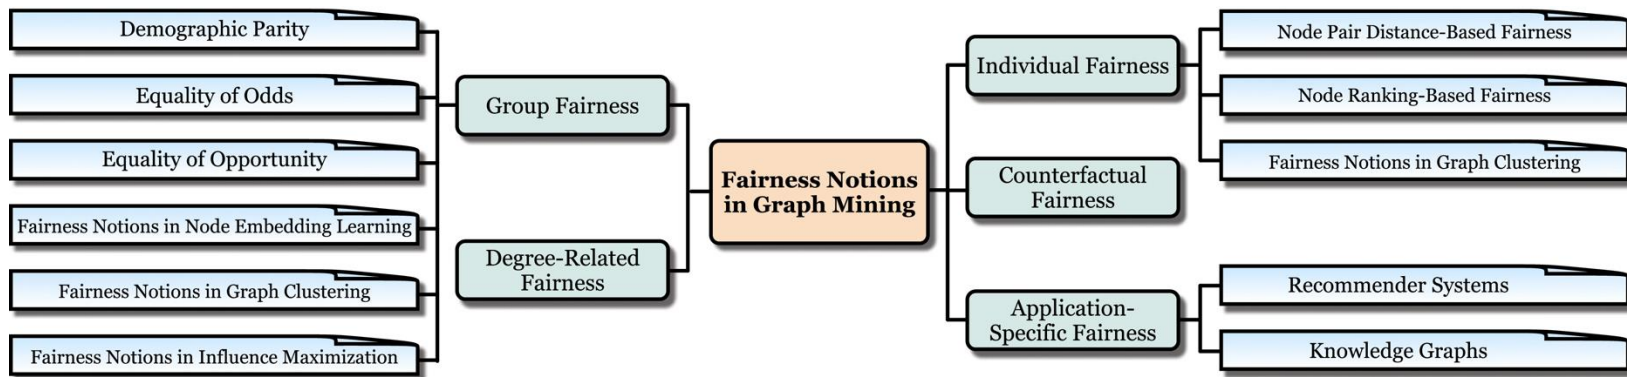 Demographic Parity
Equality of Odds
Equality of Opportunity
Fairness Notions in Node Embedding Learning
Fairness Notions in Graph Clustering
Fairness Notions in Influence Maximization
Group Fairness
Degree-Related
Fairness
Fairness Notions
in Graph Mining
Individual Fairness
Counterfactual
Fairness
Application-
Specific Fairness
Node Pair Distance-Based Fairness
Node Ranking-Based Fairness
Fairness Notions in Graph Clustering
Recommender Systems
Knowledge Graphs